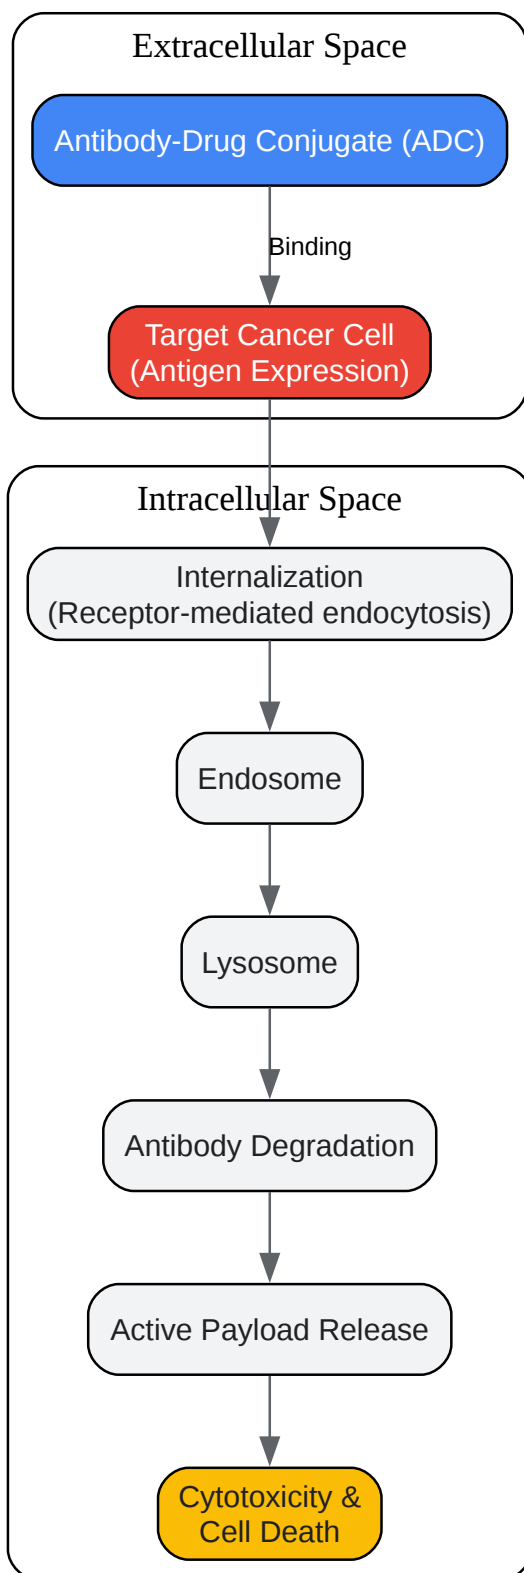 Extracellular Space
Antibody-Drug Conjugate (ADC)
Binding
Target Cancer Cell
(Antigen Expression)
Intracellular Space
Internalization
(Receptor-mediated endocytosis)
Endosome
Lysosome
Antibody Degradation
Active Payload Release
Cytotoxicity &
Cell Death